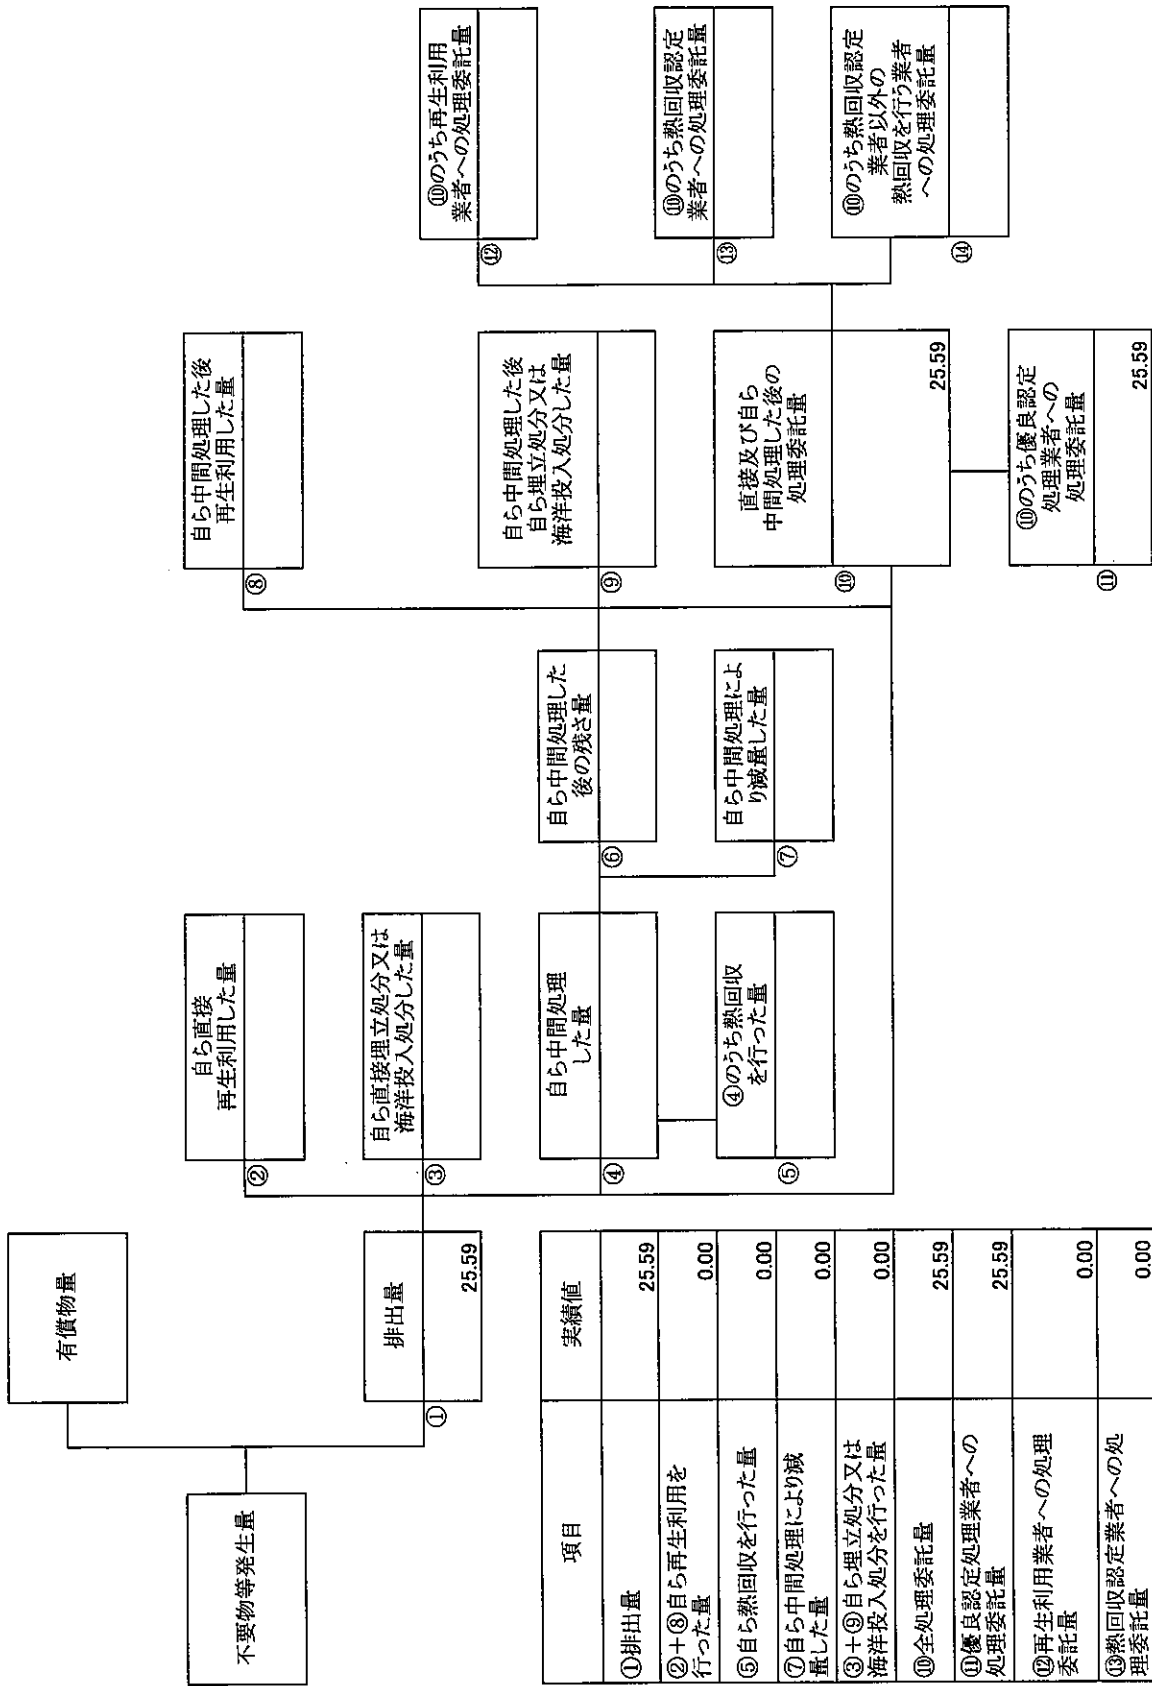 不要物等発生量
有償物量
排出量
①
25.59
自ら直接
再生利用した量
②
自ら直接埋立処分又は
海洋投入処分した量
③
自ら中間処理
した量
④
④のうち熱回収
を行った量
⑤
自ら中間処理した
後の残さ量
⑥
自ら中間処理によ
り減量した量
⑦
自ら中間処理した後
再生利用した量
⑧
自ら中間処理した後
自ら埋立処分又は
海洋投入処分した量
⑨
直接及び自ら
中間処理した後の
処理委託量
⑩
25.59
⑩のうち優良認定
処理業者への
処理委託量
⑪
25.59
⑩のうち再生利用
業者への処理委託量
⑫
⑩のうち熱回収認定
業者への処理委託量
⑬
⑩のうち熱回収認定
業者以外の
熱回収を行う業者
への処理委託量
⑭
項目 実績値
①排出量 25.59
②+⑧自ら再生利用を
行った量 0.00
⑤自ら熱回収を行った量 0.00
⑦自ら中間処理により減
量した量 0.00
③+⑨自ら埋立処分又は
海洋投入処分を行った量 0.00
⑩全処理委託量 25.59
⑪優良認定処理業者への
処理委託量 25.59
⑫再生利用業者への処理
委託量 0.00
⑬熱回収認定業者への処
理委託量 0.00